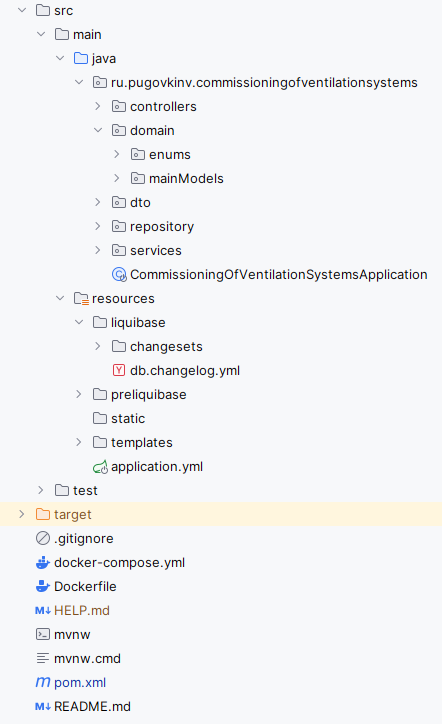 src
main
java
ru.pugovkinv.commissioningofventilationsystems
controllers
domain
enums
mainModels
dto
repository
services
CommissioningOfVentilationSystemsApplication
resources
liquibase
changesets
db.changelog.yml
preliquibase
static
templates
application.yml
test
target
.gitignore
docker-compose.yml
Dockerfile
HELP.md
mvnw
mvnw.cmd
pom.xml
README.md